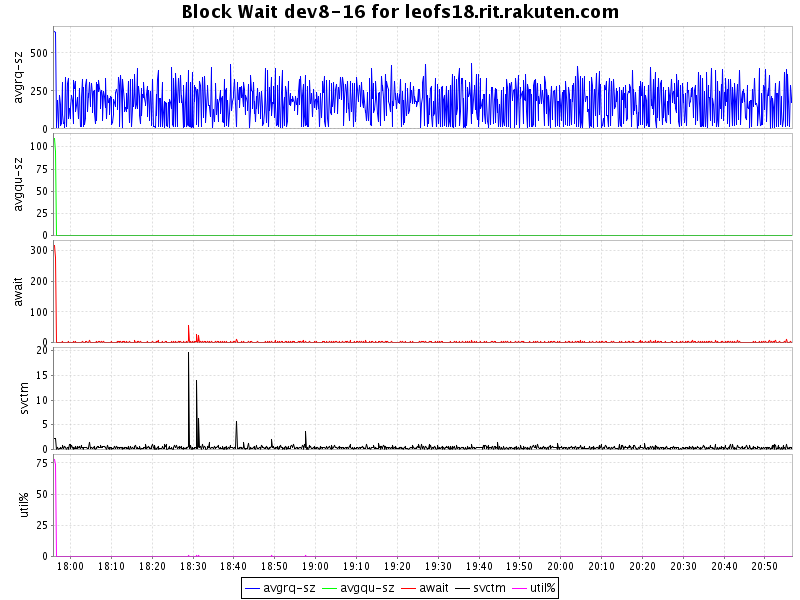 Block Wait dev8-16 for leofs18.rit.rakuten.com
avgrq-sz
500
250
0
avgqu-sz
100
75
50
25
0
await
300
200
100
0
svctm
20
15
10
5
0
util%
75
50
25
0
18:00 18:10 18:20 18:30 18:40 18:50 19:00 19:10 19:20 19:30 19:40 19:50 20:00 20:10 20:20 20:30 20:40 20:50
avgrq-sz avgqu-sz await svctm util%